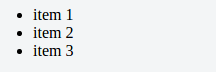 • item 1
• item 2
• item 3